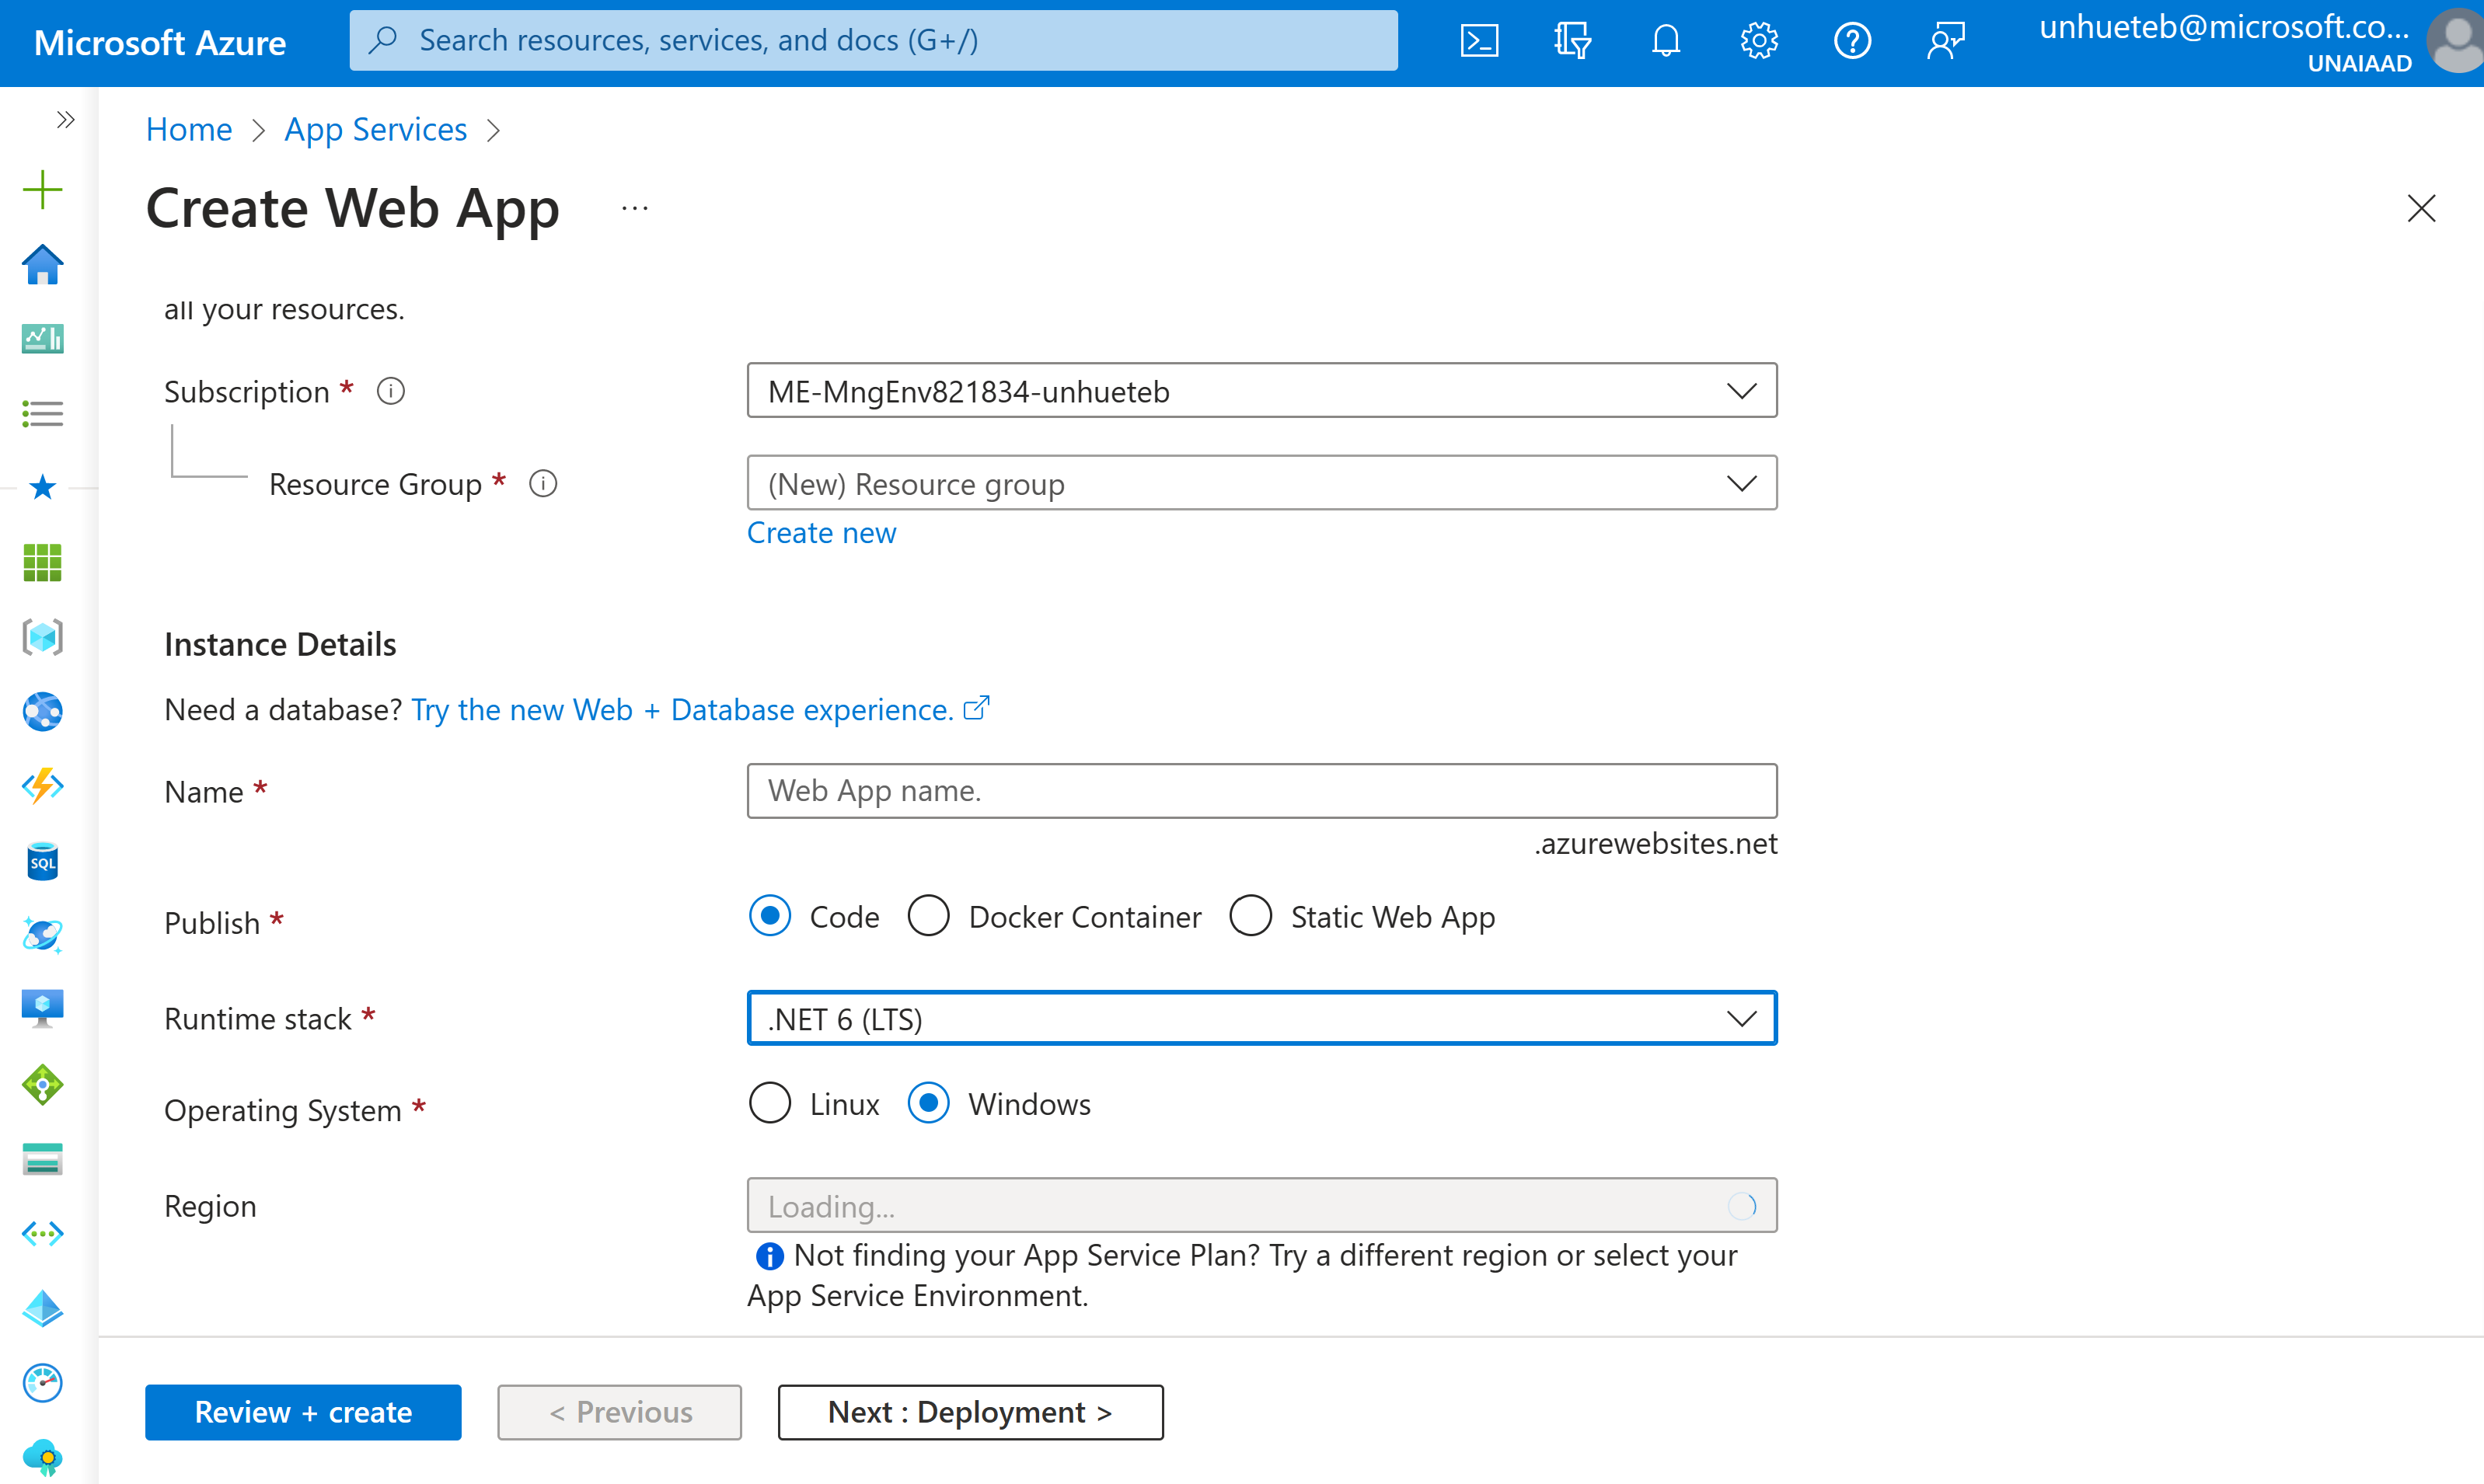 Microsoft Azure
Search resources, services, and docs (G+/)
unhueteb@microsoft.co...
UNAIAAD
Home > App Services >
Create Web App ...
all your resources.
Subscription *
ME-MngEnv821834-unhueteb
Resource Group *
(New) Resource group
Create new
Instance Details
Need a database? Try the new Web + Database experience.
Name *
Web App name.
.azurewebsites.net
Publish *
Code Docker Container Static Web App
Runtime stack *
.NET 6 (LTS)
Operating System *
Linux Windows
Region
Loading...
Not finding your App Service Plan? Try a different region or select your
App Service Environment.
Review + create
< Previous
Next : Deployment >
SQL